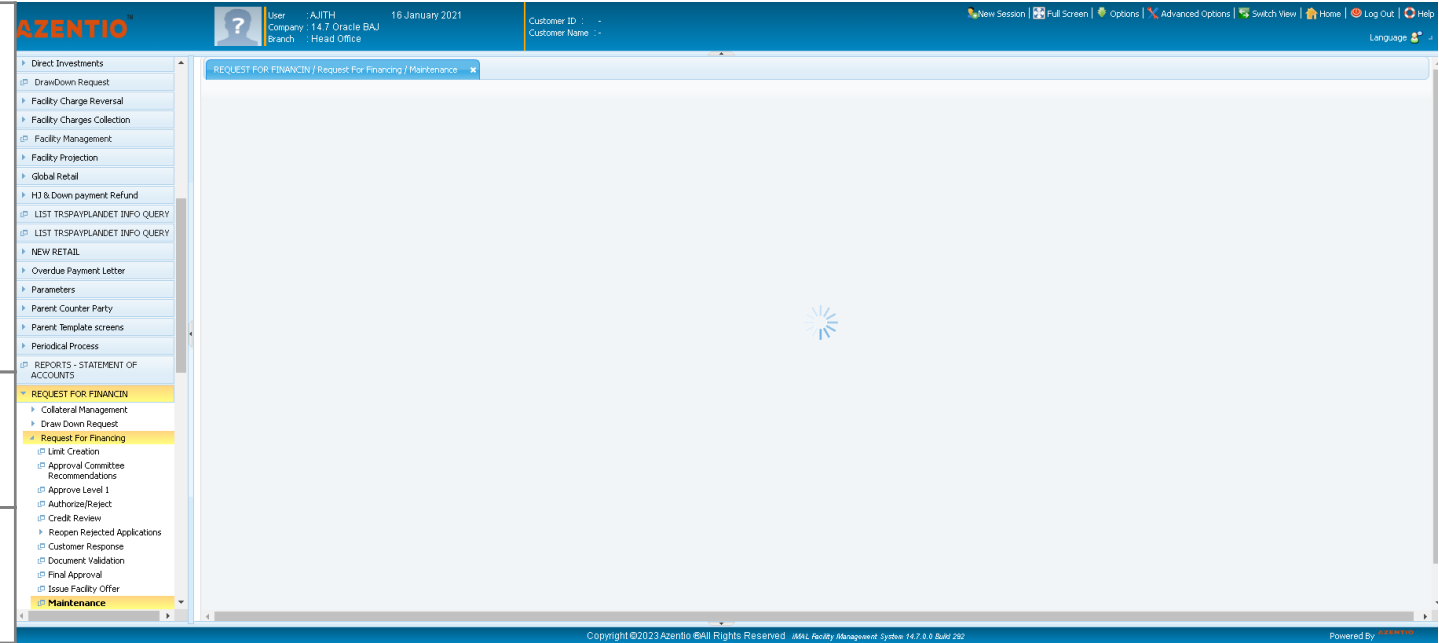 AZENTIO™
User : AJITH 16 January 2021
Company : 14.7 Oracle BAJ
Branch : Head Office
Customer ID : -
Customer Name : -
New Session | Full Screen | Options | Advanced Options | Switch View | Home | Log Out | Help
Language
Direct Investments
DrawDown Request
Facility Charge Reversal
Facility Charges Collection
Facility Management
Facility Projection
Global Retail
HJ & Down payment Refund
LIST TRSPAYPLANDET INFO QUERY
LIST TRSPAYPLANDET INFO QUERY
NEW RETAIL
Overdue Payment Letter
Parameters
Parent Counter Party
Parent Template screens
Periodical Process
REPORTS - STATEMENT OF
ACCOUNTS
REQUEST FOR FINANCIN
Collateral Management
Draw Down Request
Request For Financing
Limit Creation
Approval Committee
Recommendations
Approve Level 1
Authorize/Reject
Credit Review
Reopen Rejected Applications
Customer Response
Document Validation
Final Approval
Issue Facility Offer
Maintenance
REQUEST FOR FINANCIN / Request For Financing / Maintenance
Copyright ©2023 Azentio ®All Rights Reserved iMAL Facility Management System 14.7.0.0 Build 292
Powered By AZENTIO